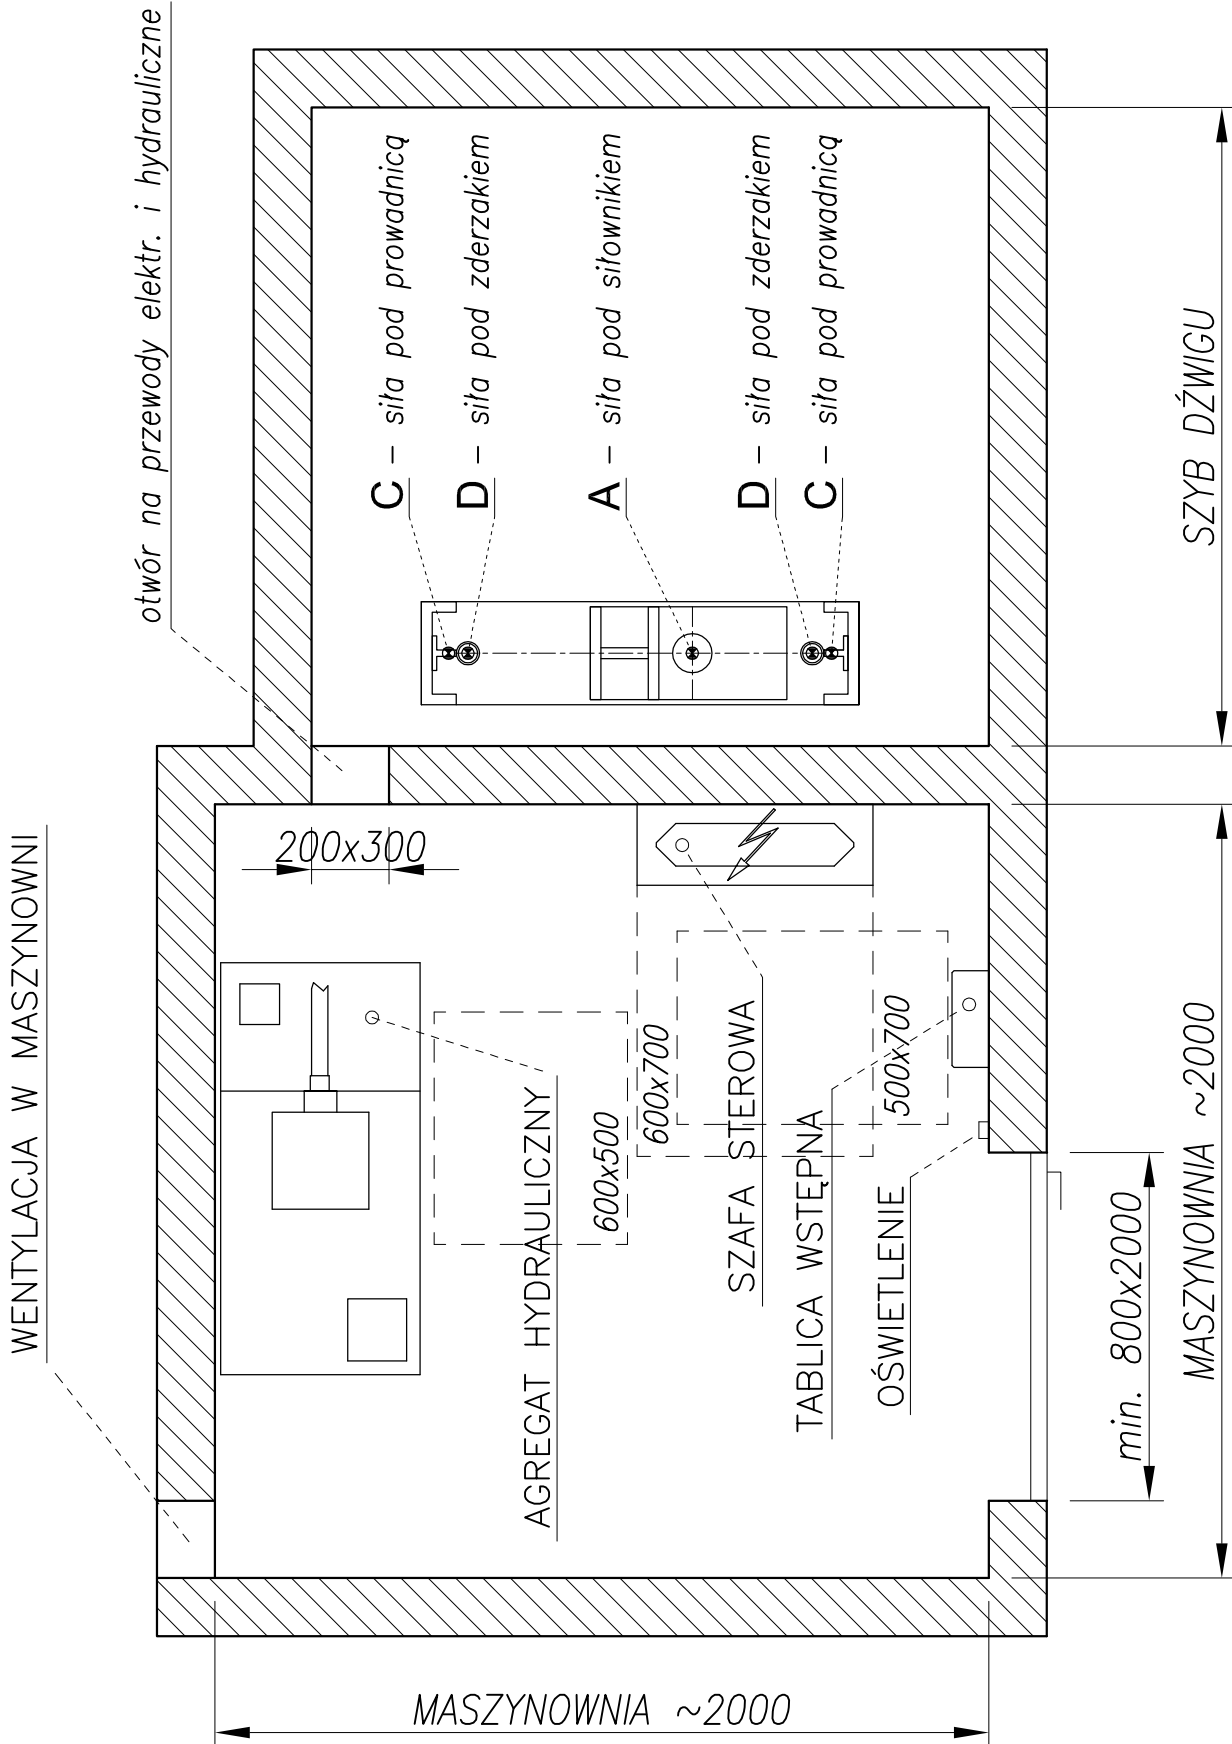 otwór na przewody elektr. i hydrauliczne
C - siła pod prowadnicą
D - siła pod zderzakiem
A - siła pod siłownikiem
D - siła pod zderzakiem
C - siła pod prowadnicą
SZYB DŹWIGU
WENTYLACJA W MASZYNOWNI
200x300
AGREGAT HYDRAULICZNY
600x500
600x700
SZAFA STEROWA
TABLICA WSTĘPNA
500x700
OŚWIETLENIE
min. 800x2000
MASZYNOWNIA ~2000
MASZYNOWNIA ~2000